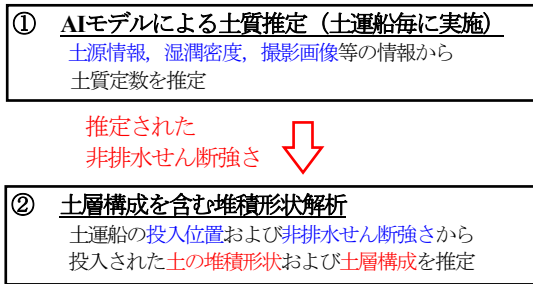 ① AIモデルによる土質推定（土運船毎に実施）
土源情報，湿潤密度，撮影画像等の情報から
土質定数を推定
推定された
非排水せん断強さ
② 土層構成を含む堆積形状解析
土運船の投入位置および非排水せん断強さから
投入された土の堆積形状および土層構成を推定